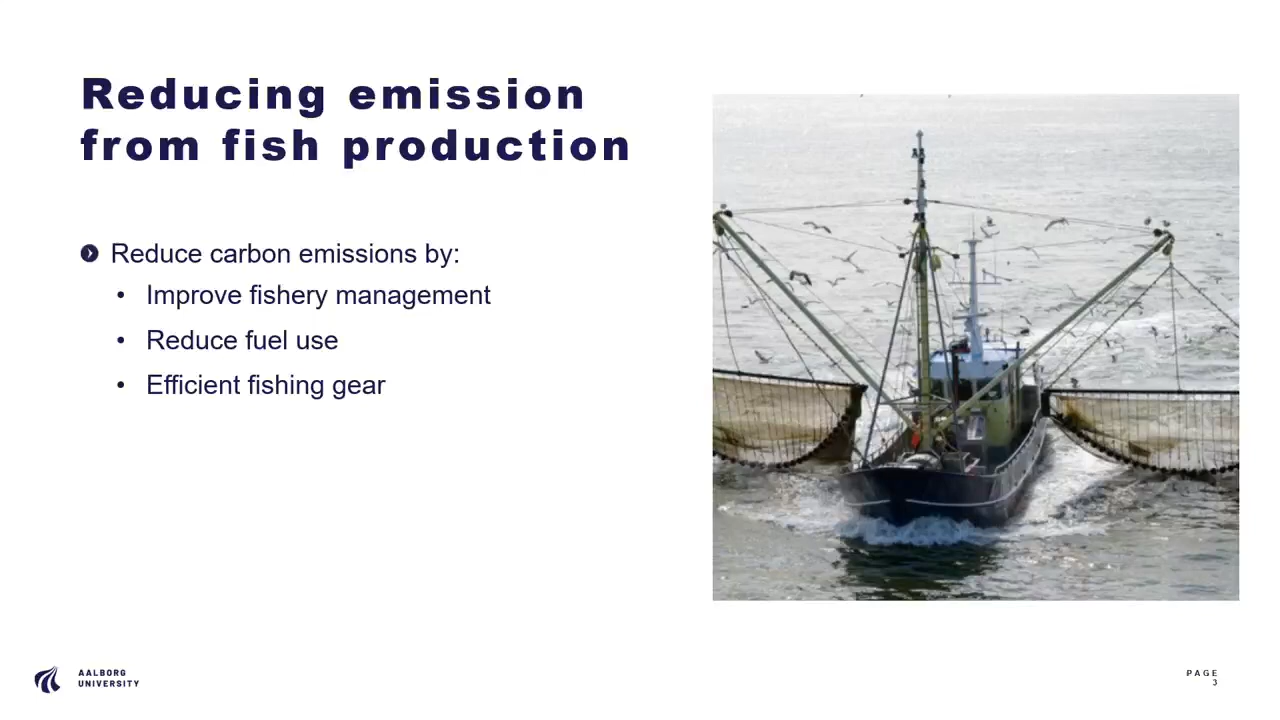 Reducing emission
from fish production
Reduce carbon emissions by:
• Improve fishery management
• Reduce fuel use
• Efficient fishing gear
AALBORG
UNIVERSITY
PAGE
3